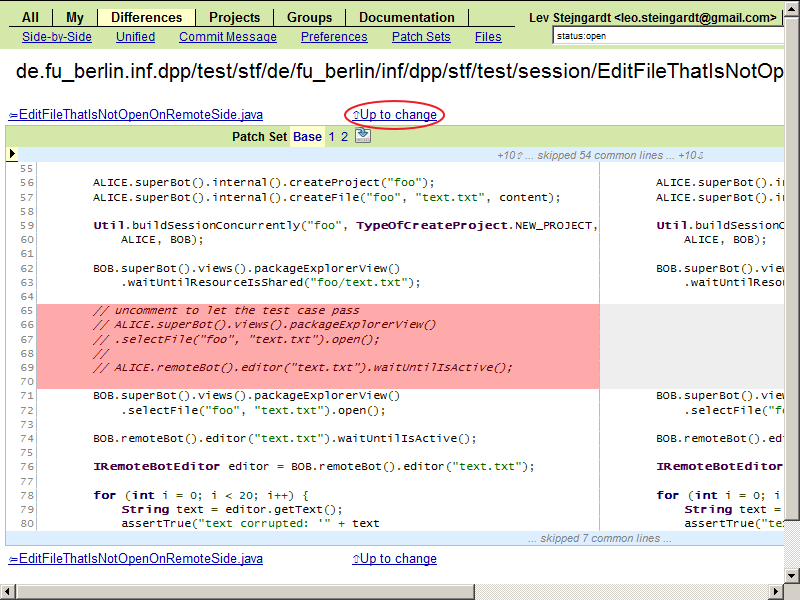 All My Differences Projects Groups Documentation Lev Stejngardt <leo.steingardt@gmail.com>
Side-by-Side Unified Commit Message Preferences Patch Sets Files status:open
de.fu_berlin.inf.dpp/test/stf/de/fu_berlin/inf/dpp/stf/test/session/EditFileThatIsNotOp
⇐EditFileThatIsNotOpenOnRemoteSide.java ⇧Up to change
Patch Set Base 1 2
+10⇧ ... skipped 54 common lines ... +10⇩
55
56 ALICE.superBot().internal().createProject("foo"); ALICE.superBot().i
57 ALICE.superBot().internal().createFile("foo", "text.txt", content); ALICE.superBot().i
58
59 Util.buildSessionConcurrently("foo", TypeOfCreateProject.NEW_PROJECT, Util.buildSession
60 ALICE, BOB); ALICE, BOB);
61
62 BOB.superBot().views().packageExplorerView() BOB.superBot().vie
63 .waitUntilResourceIsShared("foo/text.txt"); .waitUntilReso
64
65 // uncomment to let the test case pass
66 // ALICE.superBot().views().packageExplorerView()
67 // .selectFile("foo", "text.txt").open();
68 //
69 // ALICE.remoteBot().editor("text.txt").waitUntilIsActive();
70
71 BOB.superBot().views().packageExplorerView() BOB.superBot().vie
72 .selectFile("foo", "text.txt").open(); .selectFile("f
73
74 BOB.remoteBot().editor("text.txt").waitUntilIsActive(); BOB.remoteBot().ed
75
76 IRemoteBotEditor editor = BOB.remoteBot().editor("text.txt"); IRemoteBotEditor
77
78 for (int i = 0; i < 20; i++) { for (int i = 0; i
79 String text = editor.getText(); String text =
80 assertTrue("text corrupted: '" + text assertTrue("te
... skipped 7 common lines ...
⇐EditFileThatIsNotOpenOnRemoteSide.java ⇧Up to change